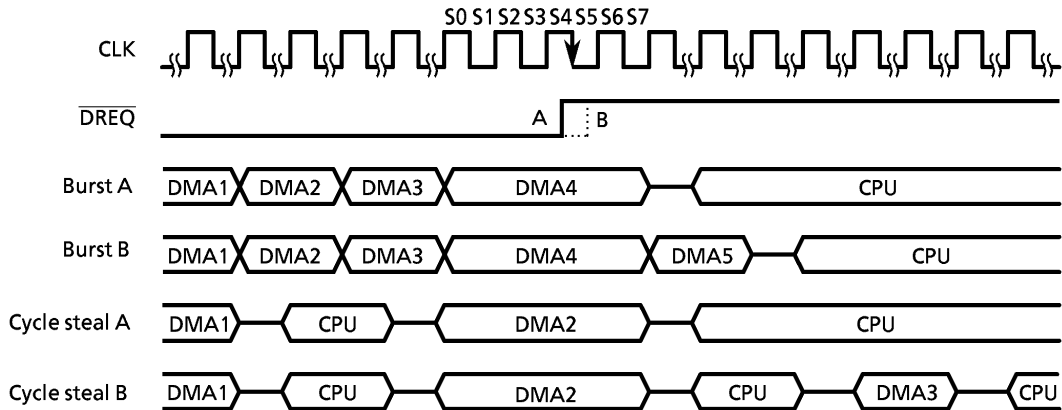 S0 S1 S2 S3 S4 S5 S6 S7
CLK
DREQ
A B
Burst A DMA1 DMA2 DMA3 DMA4 CPU
Burst B DMA1 DMA2 DMA3 DMA4 DMA5 CPU
Cycle steal A DMA1 CPU DMA2 CPU
Cycle steal B DMA1 CPU DMA2 CPU DMA3 CPU